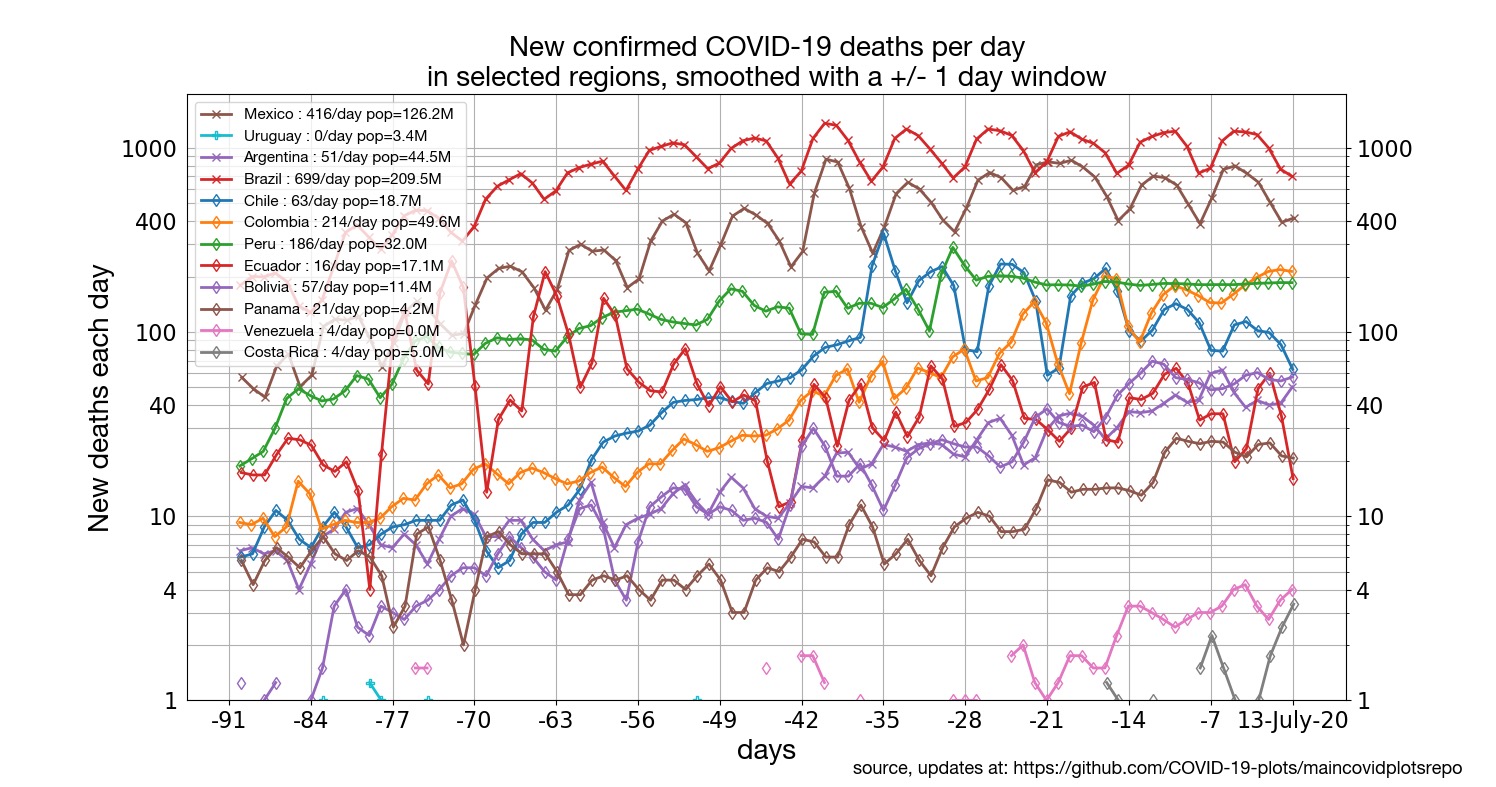 New confirmed COVID-19 deaths per day
in selected regions, smoothed with a +/- 1 day window
Mexico : 416/day pop=126.2M
Uruguay : 0/day pop=3.4M
Argentina : 51/day pop=44.5M
Brazil : 699/day pop=209.5M
Chile : 63/day pop=18.7M
Colombia : 214/day pop=49.6M
Peru : 186/day pop=32.0M
Ecuador : 16/day pop=17.1M
Bolivia : 57/day pop=11.4M
Panama : 21/day pop=4.2M
Venezuela : 4/day pop=0.0M
Costa Rica : 4/day pop=5.0M
New deaths each day
1000
400
100
40
10
4
1
1000
400
100
40
10
4
1
-91 -84 -77 -70 -63 -56 -49 -42 -35 -28 -21 -14 -7 13-July-20
days
source, updates at: https://github.com/COVID-19-plots/maincovidplotsrepo